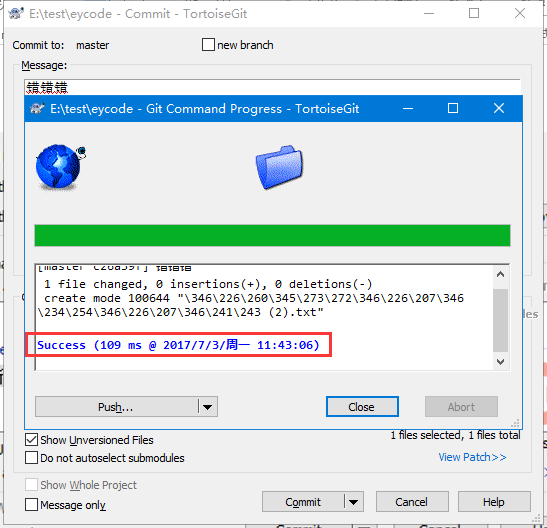 E:\test\eycode - Commit - TortoiseGit
Commit to: master new branch
Message:
错错错
E:\test\eycode - Git Command Progress - TortoiseGit
1 file changed, 0 insertions(+), 0 deletions(-)
create mode 100644 "\346\226\260\345\273\272\346\226\207\346
\234\254\346\226\207\346\241\243 (2).txt"
Success (109 ms @ 2017/7/3/周一 11:43:06)
Push...
Close
Abort
Show Unversioned Files
1 files selected, 1 files total
Do not autoselect submodules
View Patch>>
Show Whole Project
Message only
Commit
Cancel
Help